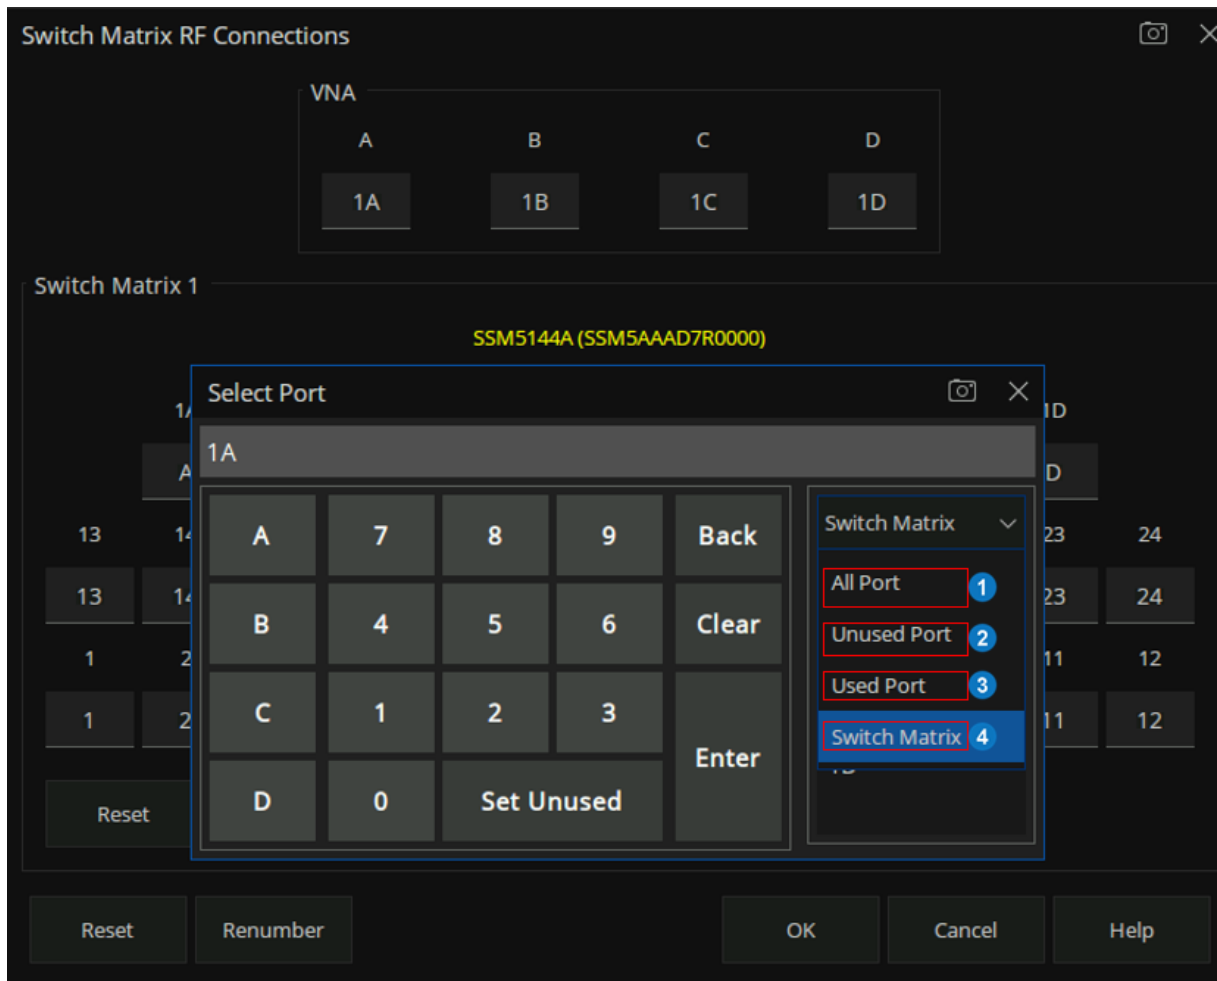 Switch Matrix RF Connections
VNA
A B C D
1A 1B 1C 1D
Switch Matrix 1
SSM5144A (SSM5AAAD7R0000)
Select Port
1D
1A
D
A 7 8 9 Back
Switch Matrix
13 23 24
All Port 1
13 23 24
B 4 5 6 Clear
Unused Port 2
1 2 11 12
Used Port 3
C 1 2 3
1 2 11 12
Switch Matrix 4
Enter
D 0 Set Unused
Reset
Reset Renumber OK Cancel Help